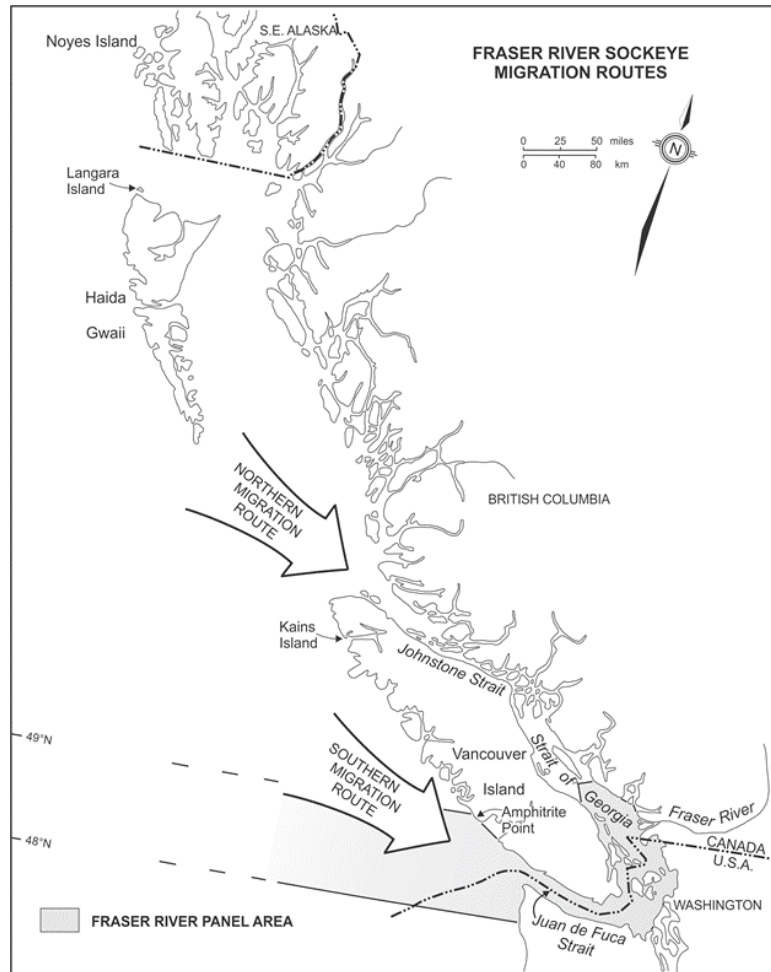 Noyes Island
S.E. ALASKA
FRASER RIVER SOCKEYE
MIGRATION ROUTES
0 25 50 miles
0 40 80 km
N
Langara
Island
Haida
Gwaii
NORTHERN
MIGRATION
ROUTE
BRITISH COLUMBIA
Kains
Island
Johnstone Strait
49°N
SOUTHERN
MIGRATION
ROUTE
Vancouver
Island
Strait of
Georgia
Amphitrite
Point
Fraser River
48°N
CANADA
U.S.A.
WASHINGTON
Juan de Fuca
Strait
FRASER RIVER PANEL AREA